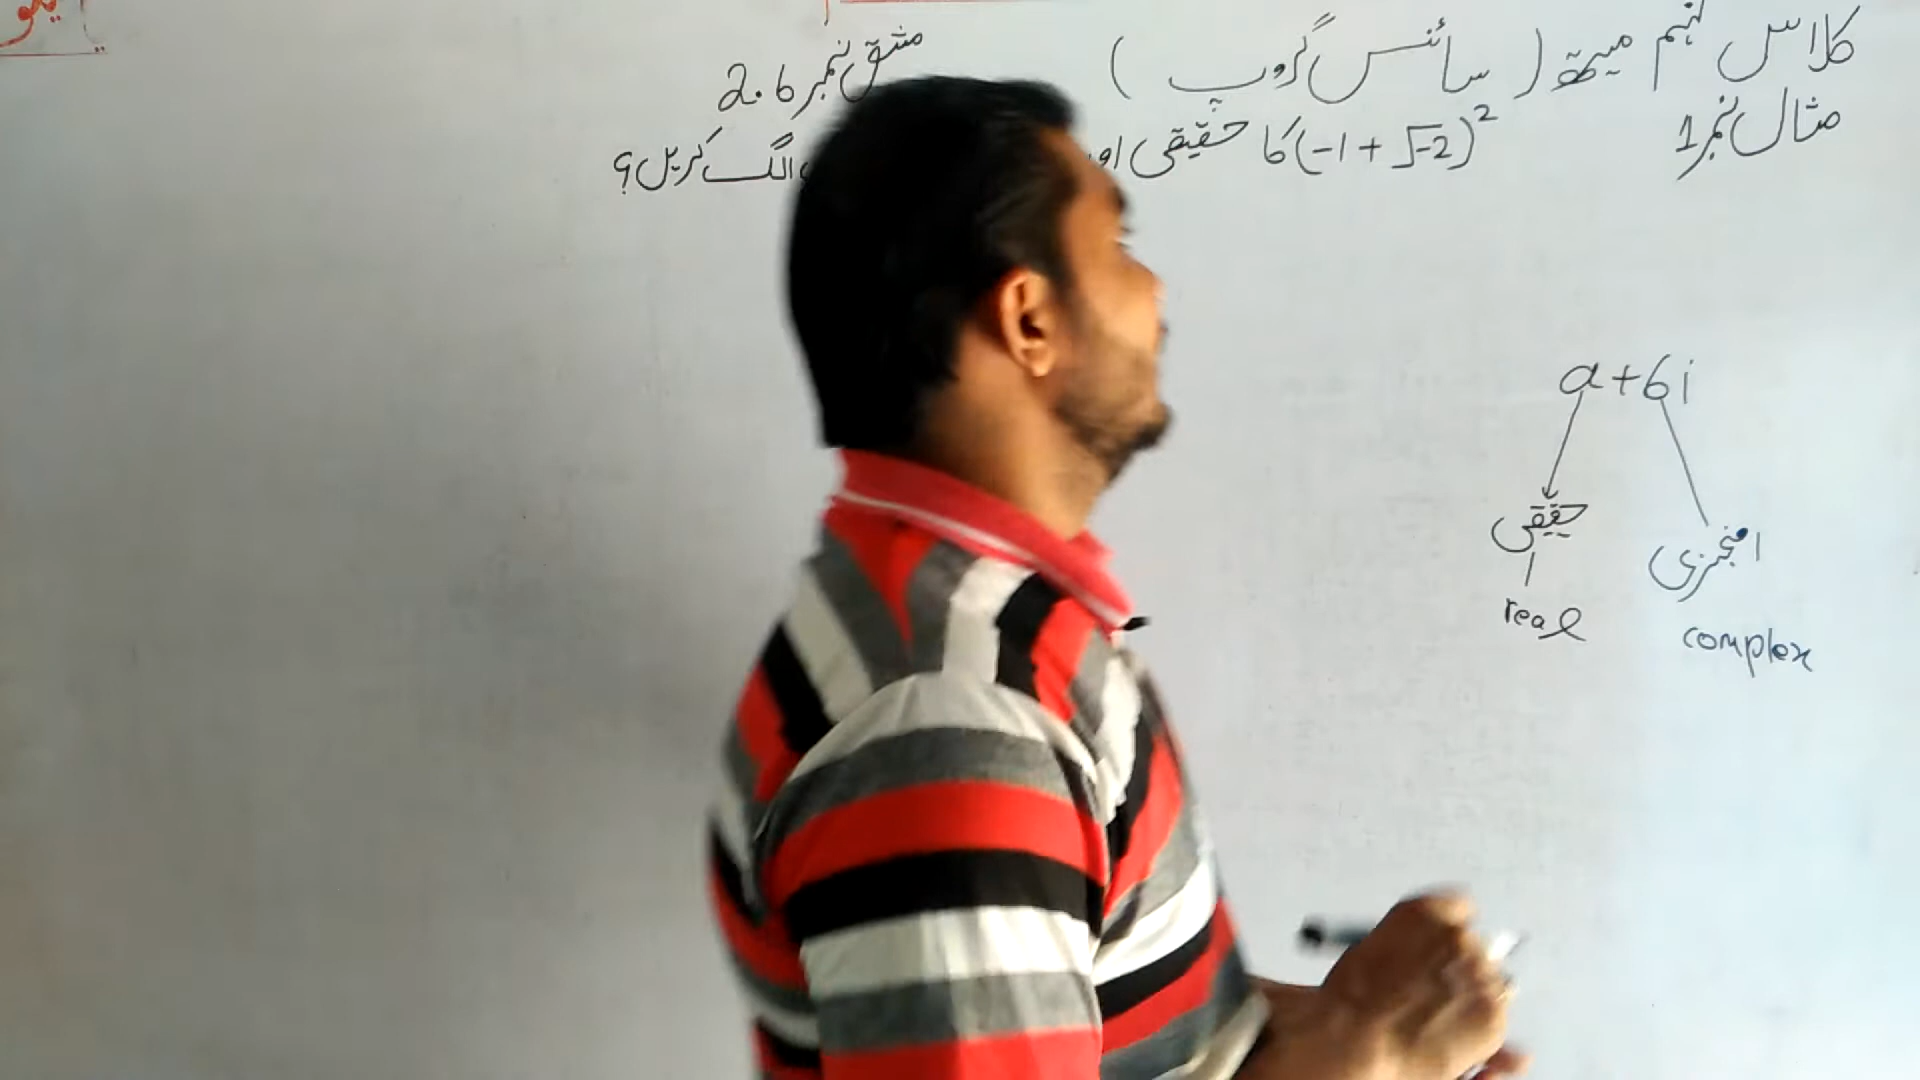 کلاس نہم میتھ (سائنس گروپ) مشق نمبر 2.6
مثال نمبر 1
(-1 + √-2)² کا حقیقی اور الگ کریں؟
a + bi
حقیقی
امیجنری
real
complex